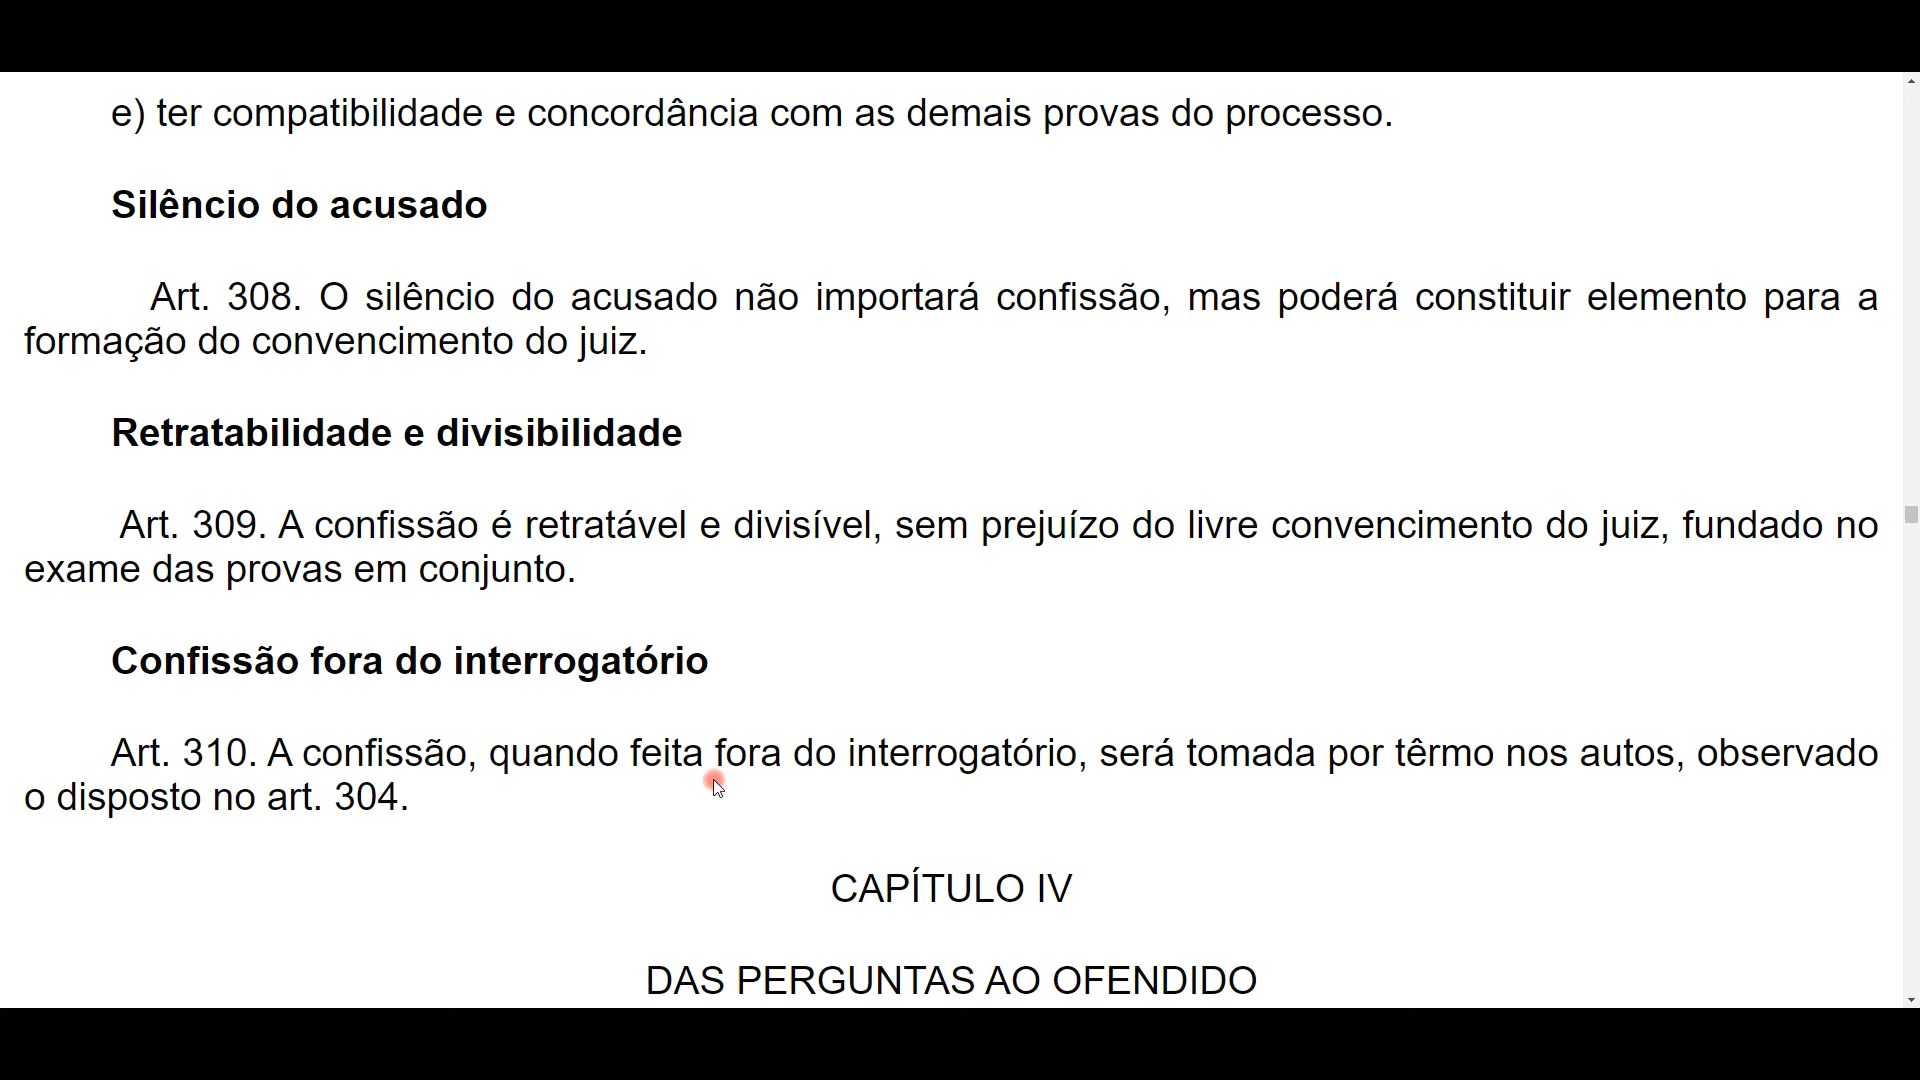 e) ter compatibilidade e concordância com as demais provas do processo.
Silêncio do acusado
Art. 308. O silêncio do acusado não importará confissão, mas poderá constituir elemento para a
formação do convencimento do juiz.
Retratabilidade e divisibilidade
Art. 309. A confissão é retratável e divisível, sem prejuízo do livre convencimento do juiz, fundado no
exame das provas em conjunto.
Confissão fora do interrogatório
Art. 310. A confissão, quando feita fora do interrogatório, será tomada por têrmo nos autos, observado
o disposto no art. 304.
CAPÍTULO IV
DAS PERGUNTAS AO OFENDIDO